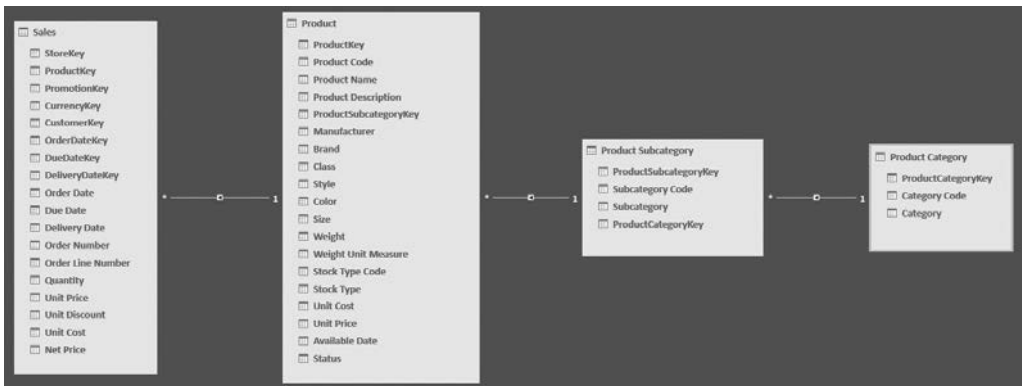 Sales
StoreKey
ProductKey
PromotionKey
CurrencyKey
CustomerKey
OrderDateKey
DueDateKey
DeliveryDateKey
Order Date
Due Date
Delivery Date
Order Number
Order Line Number
Quantity
Unit Price
Unit Discount
Unit Cost
Net Price
* 1
Product
ProductKey
Product Code
Product Name
Product Description
ProductSubcategoryKey
Manufacturer
Brand
Class
Style
Color
Size
Weight
Weight Unit Measure
Stock Type Code
Stock Type
Unit Cost
Unit Price
Available Date
Status
* 1
Product Subcategory
ProductSubcategoryKey
Subcategory Code
Subcategory
ProductCategoryKey
* 1
Product Category
ProductCategoryKey
Category Code
Category